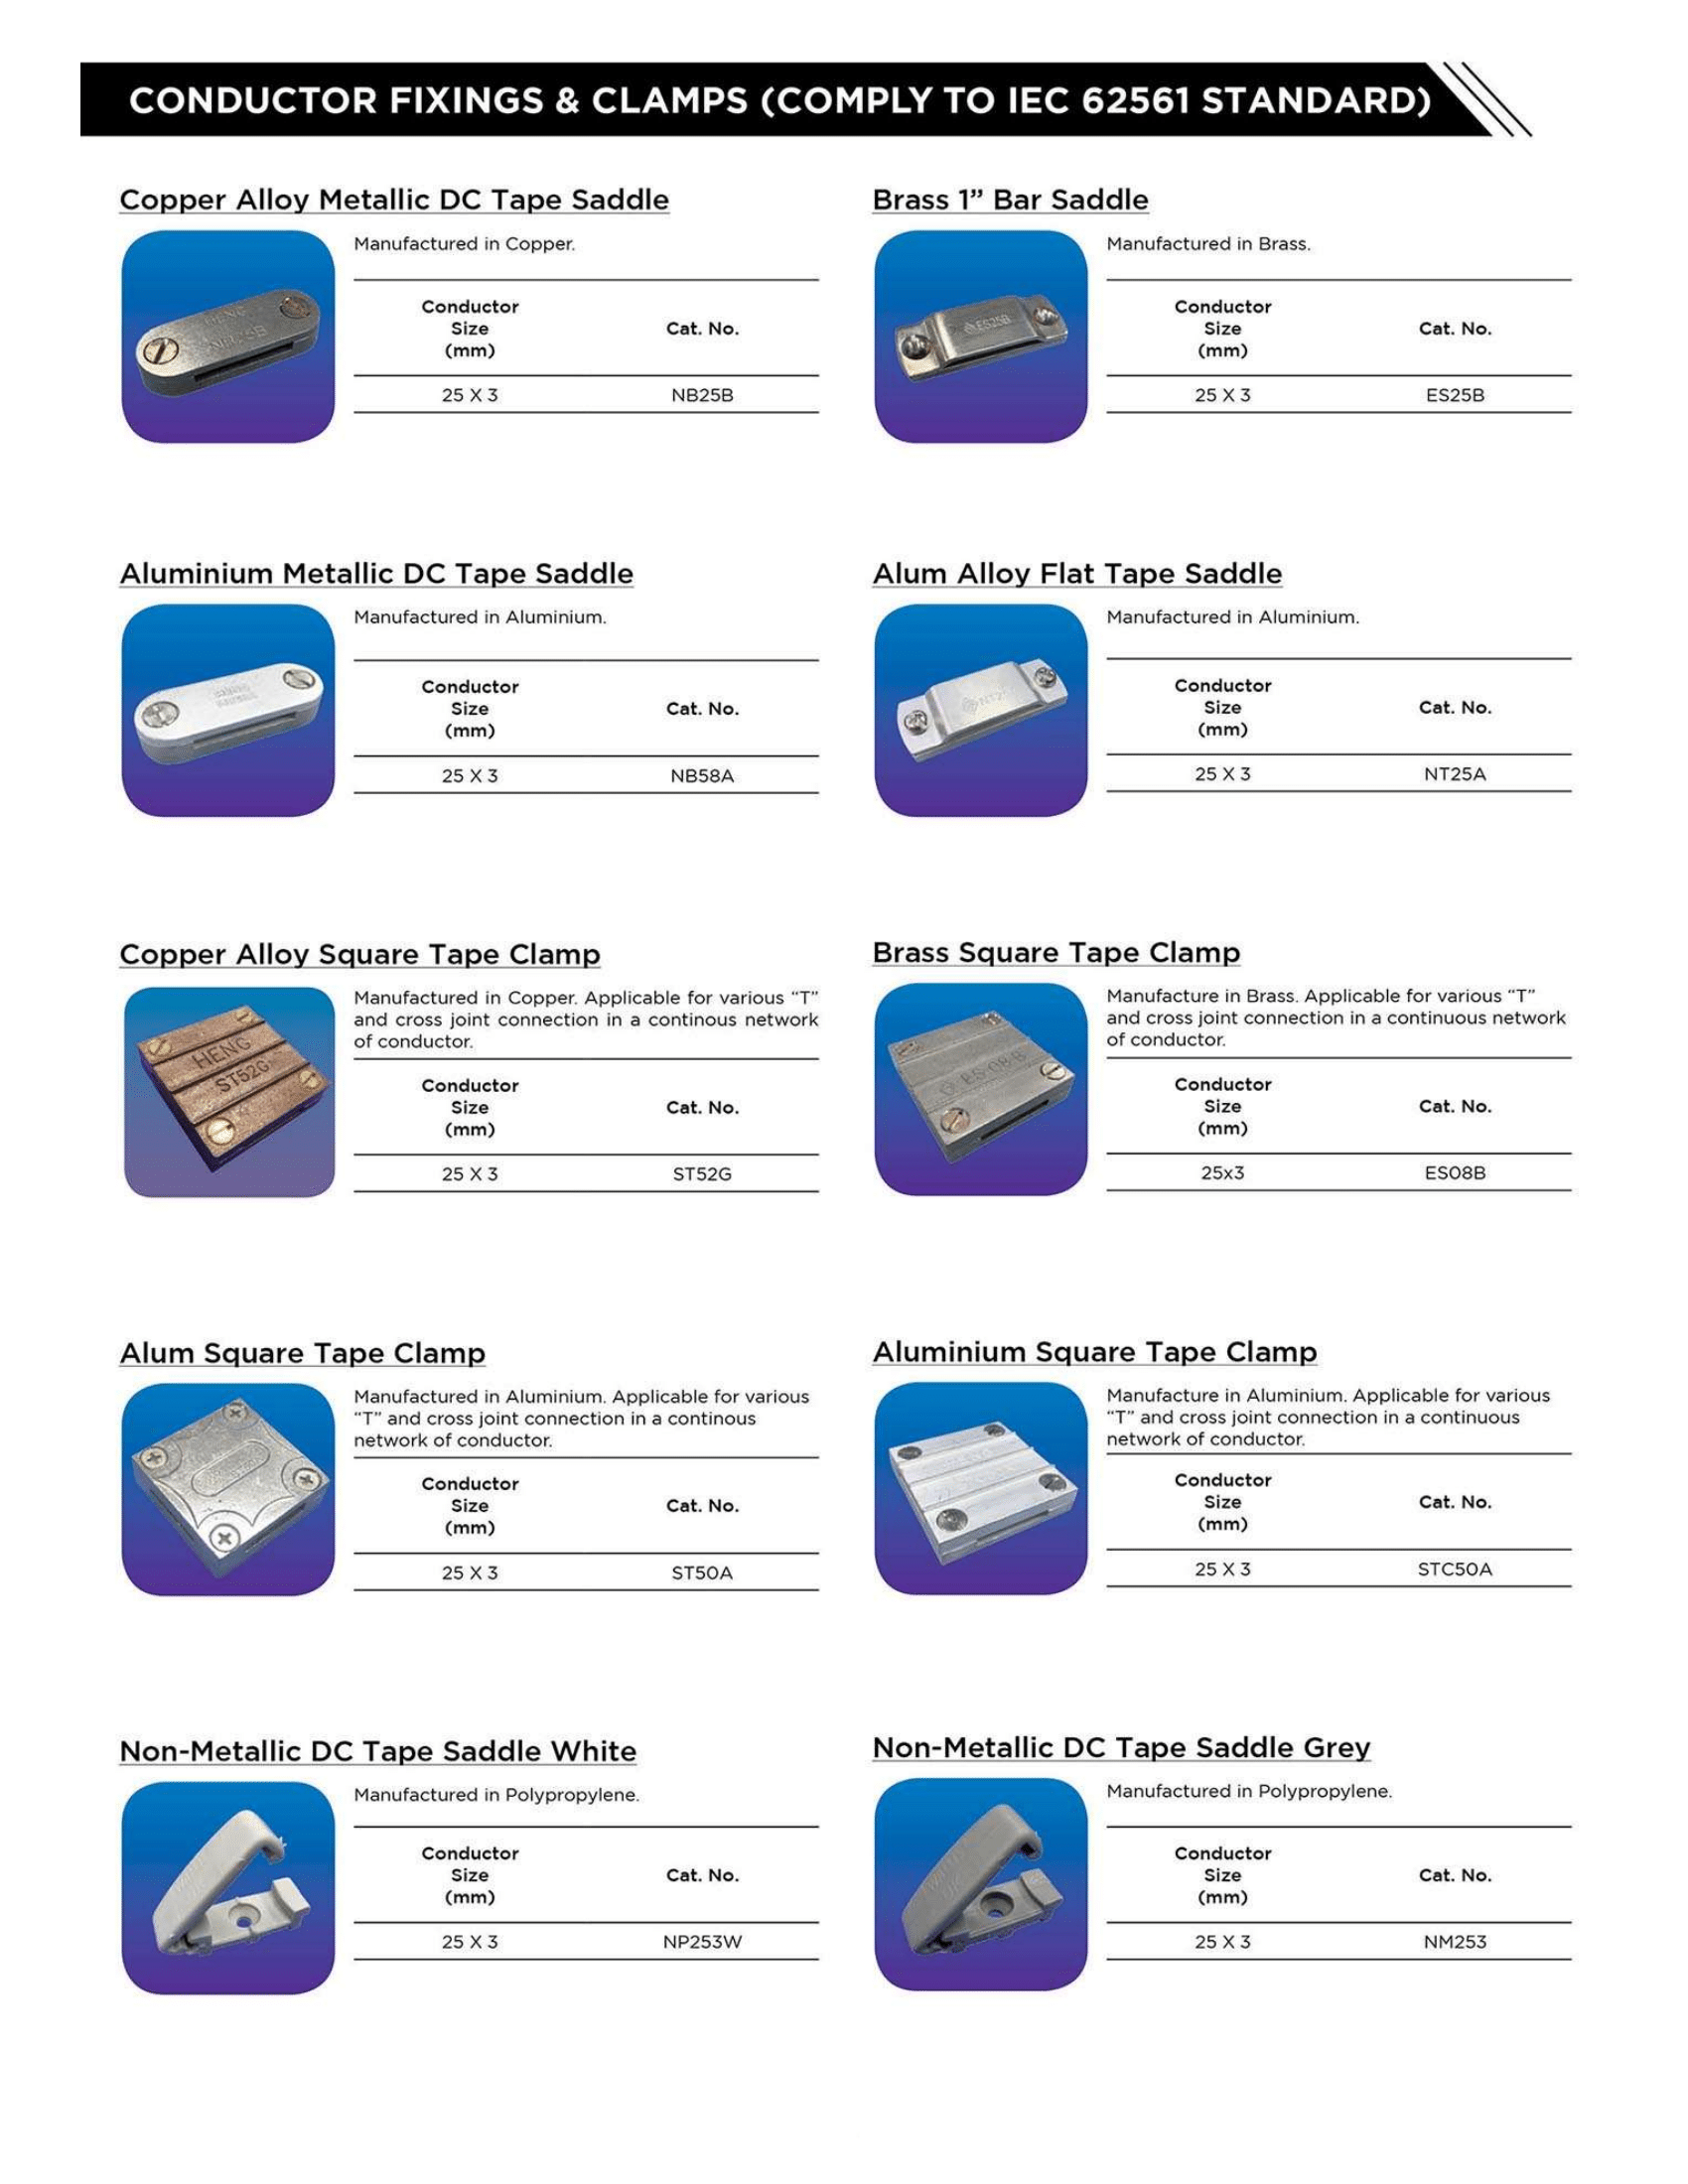 CONDUCTOR FIXINGS & CLAMPS (COMPLY TO IEC 62561 STANDARD)
Copper Alloy Metallic DC Tape Saddle
Manufactured in Copper.
Conductor
Size
(mm)
Cat. No.
25 X 3 NB25B
HENG
NB25B
Brass 1” Bar Saddle
Manufactured in Brass.
Conductor
Size
(mm)
Cat. No.
25 X 3 ES25B
ES25B
Aluminium Metallic DC Tape Saddle
Manufactured in Aluminium.
Conductor
Size
(mm)
Cat. No.
25 X 3 NB58A
Alum Alloy Flat Tape Saddle
Manufactured in Aluminium.
Conductor
Size
(mm)
Cat. No.
25 X 3 NT25A
Copper Alloy Square Tape Clamp
Manufactured in Copper. Applicable for various “T”
and cross joint connection in a continous network
of conductor.
Conductor
Size
(mm)
Cat. No.
25 X 3 ST52G
HENG
ST52G
Brass Square Tape Clamp
Manufacture in Brass. Applicable for various “T”
and cross joint connection in a continuous network
of conductor.
Conductor
Size
(mm)
Cat. No.
25x3 ES08B
ES-08-B
Alum Square Tape Clamp
Manufactured in Aluminium. Applicable for various
“T” and cross joint connection in a continous
network of conductor.
Conductor
Size
(mm)
Cat. No.
25 X 3 ST50A
Aluminium Square Tape Clamp
Manufacture in Aluminium. Applicable for various
“T” and cross joint connection in a continuous
network of conductor.
Conductor
Size
(mm)
Cat. No.
25 X 3 STC50A
Non-Metallic DC Tape Saddle White
Manufactured in Polypropylene.
Conductor
Size
(mm)
Cat. No.
25 X 3 NP253W
Non-Metallic DC Tape Saddle Grey
Manufactured in Polypropylene.
Conductor
Size
(mm)
Cat. No.
25 X 3 NM253